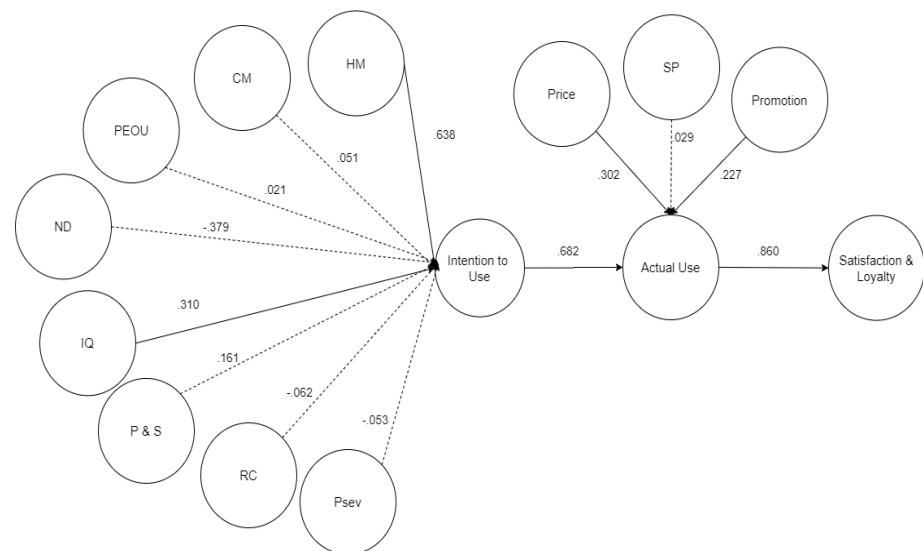 HM
CM
SP
Price
Promotion
PEOU
.638
.051
029
.302
.227
.021
ND
-.379
Intention to
Use
.682
Actual Use
.860
Satisfaction &
Loyalty
.310
IQ
.161
P & S
-.062
-.053
RC
Psev